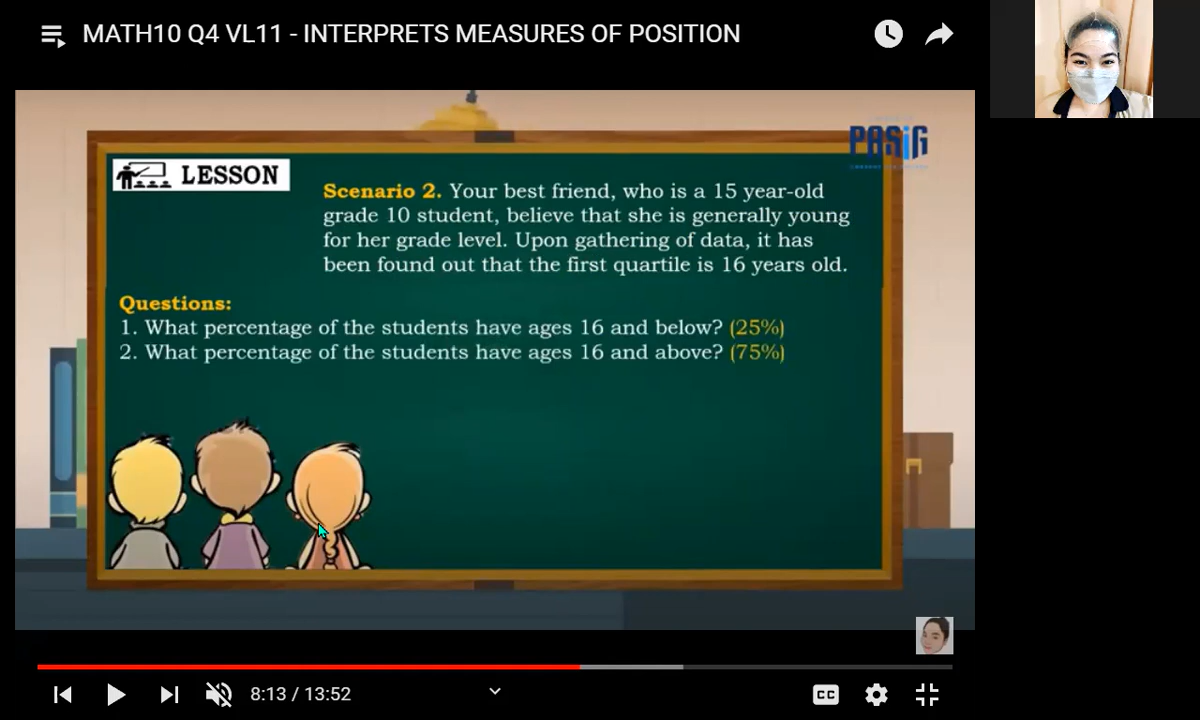 MATH10 Q4 VL11 - INTERPRETS MEASURES OF POSITION
PASiG
LESSON
Scenario 2. Your best friend, who is a 15 year-old
grade 10 student, believe that she is generally young
for her grade level. Upon gathering of data, it has
been found out that the first quartile is 16 years old.
Questions:
1. What percentage of the students have ages 16 and below? (25%)
2. What percentage of the students have ages 16 and above? (75%)
8:13 / 13:52
CC